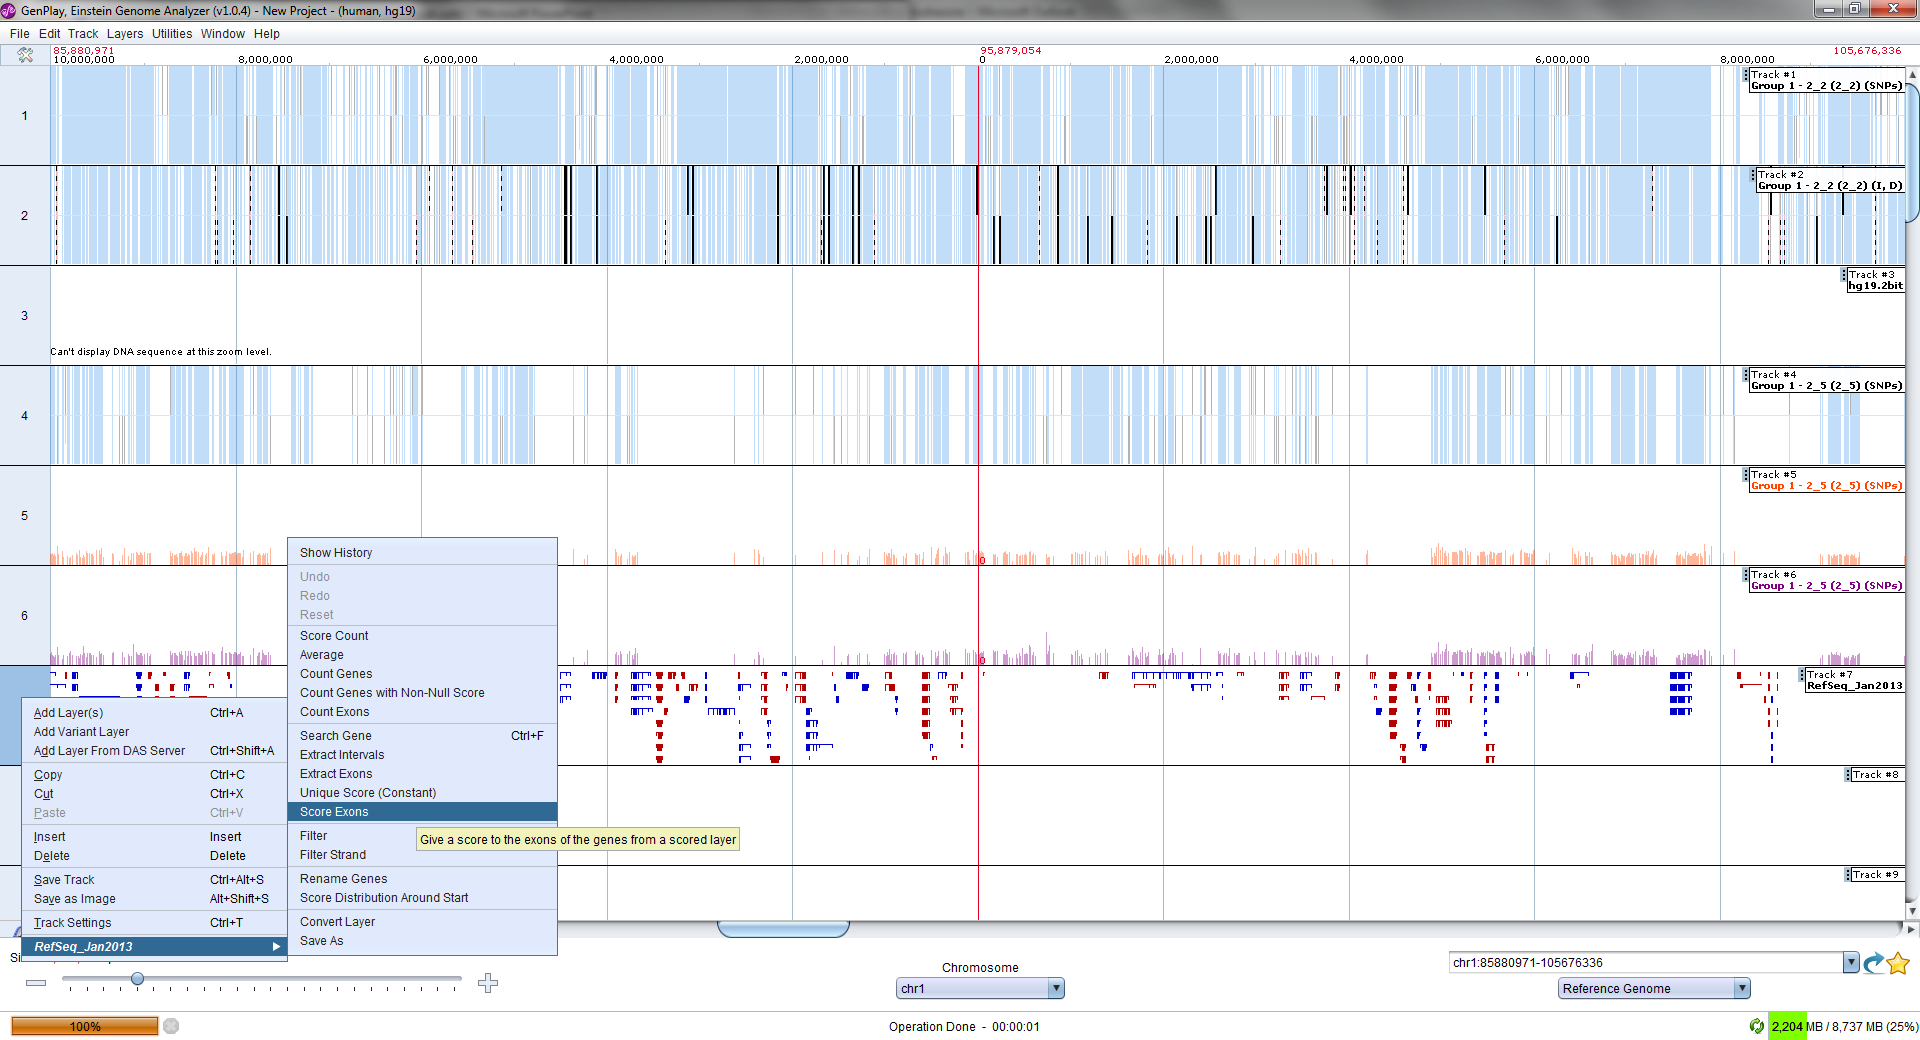 GenPlay, Einstein Genome Analyzer (v1.0.4) - New Project - (human, hg19)
File Edit Track Layers Utilities Window Help
85,880,971 95,879,054 105,676,336
10,000,000 8,000,000 6,000,000 4,000,000 2,000,000 0 2,000,000 4,000,000 6,000,000 8,000,000
Track #1
Group 1 - 2_2 (2_2) (SNPs)
1
Track #2
Group 1 - 2_2 (2_2) (I, D)
2
Track #3
hg19.2bit
3
Can't display DNA sequence at this zoom level.
Track #4
Group 1 - 2_5 (2_5) (SNPs)
4
Track #5
Group 1 - 2_5 (2_5) (SNPs)
5
0
Track #6
Group 1 - 2_5 (2_5) (SNPs)
6
0
Track #7
RefSeq_Jan2013
Track #8
Track #9
Add Layer(s) Ctrl+A
Add Variant Layer
Add Layer From DAS Server Ctrl+Shift+A
Copy Ctrl+C
Cut Ctrl+X
Paste Ctrl+V
Insert Insert
Delete Delete
Save Track Ctrl+Alt+S
Save as Image Alt+Shift+S
Track Settings Ctrl+T
RefSeq_Jan2013
Show History
Undo
Redo
Reset
Score Count
Average
Count Genes
Count Genes with Non-Null Score
Count Exons
Search Gene Ctrl+F
Extract Intervals
Extract Exons
Unique Score (Constant)
Score Exons
Filter
Filter Strand
Rename Genes
Score Distribution Around Start
Convert Layer
Save As
Give a score to the exons of the genes from a scored layer
Chromosome
chr1
chr1:85880971-105676336
Reference Genome
100%
Operation Done - 00:00:01
2,204 MB / 8,737 MB (25%)